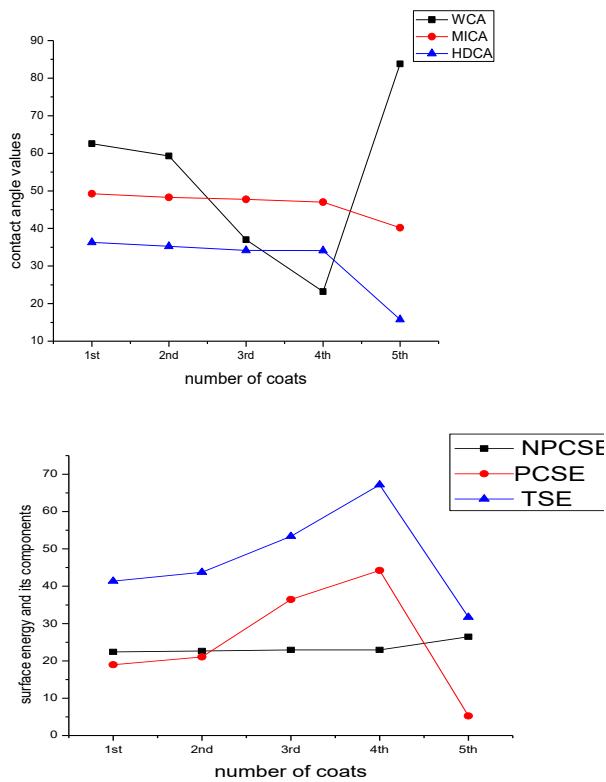 WCA
MICA
HDCA
90
80
70
60
50
40
30
20
10
contact angle values
1st 2nd 3rd 4th 5th
number of coats
NPCSE
PCSE
TSE
70
60
50
40
30
20
10
0
surface energy and its components
1st 2nd 3rd 4th 5th
number of coats